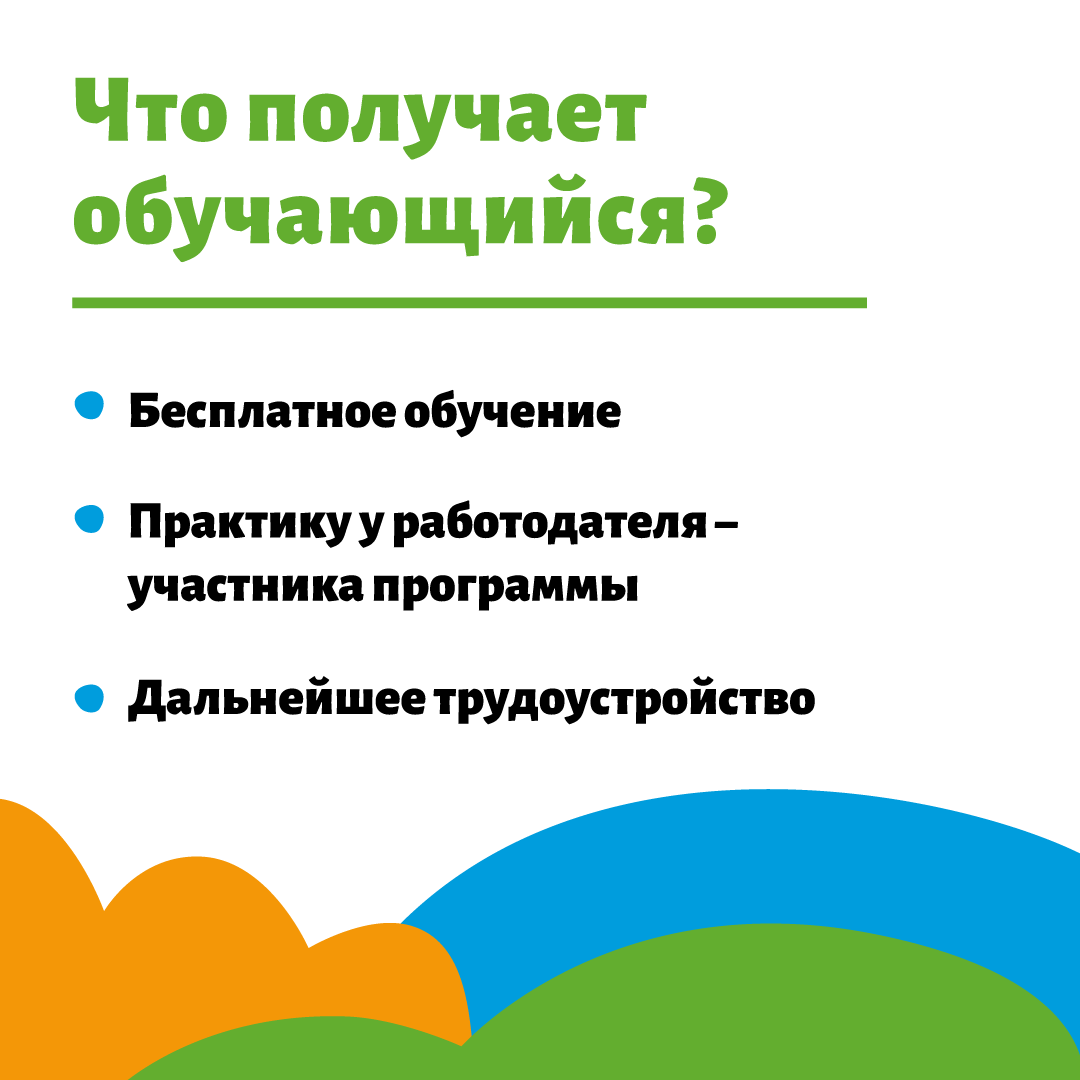 Что получает
обучающийся?
Бесплатное обучение
Практику у работодателя –
участника программы
Дальнейшее трудоустройство